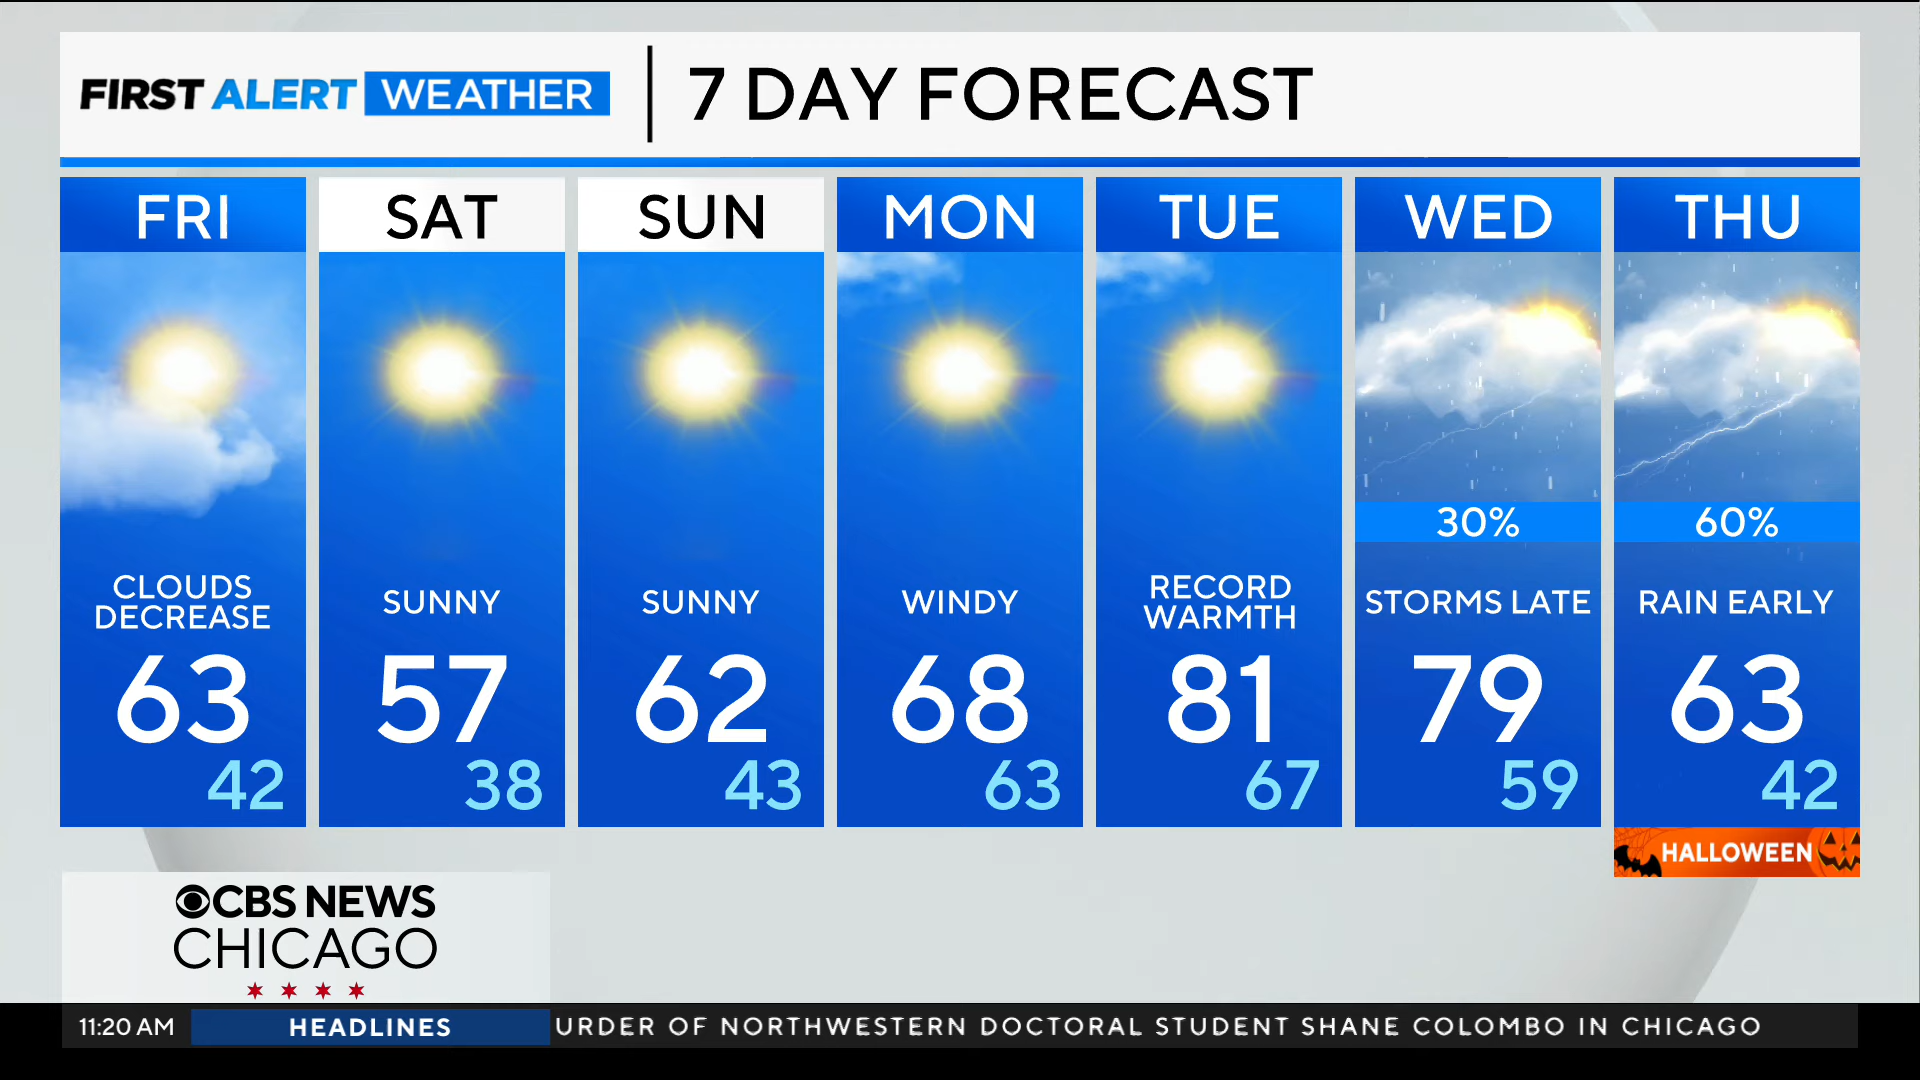 FIRST ALERT WEATHER
7 DAY FORECAST
FRI
SAT
SUN
MON
TUE
WED
THU
30%
60%
CLOUDS
DECREASE
SUNNY
SUNNY
WINDY
RECORD
WARMTH
STORMS LATE
RAIN EARLY
63
57
62
68
81
79
63
42
38
43
63
67
59
42
HALLOWEEN
CBS NEWS
CHICAGO
11:20 AM
HEADLINES
URDER OF NORTHWESTERN DOCTORAL STUDENT SHANE COLOMBO IN CHICAGO